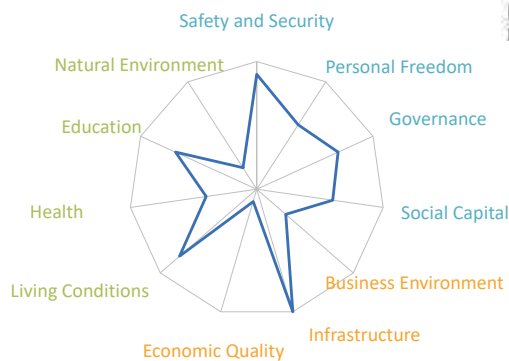 Safety and Security
Natural Environment
Personal Freedom
Education
Governance
Health
Social Capital
Living Conditions
Business Environment
Economic Quality
Infrastructure